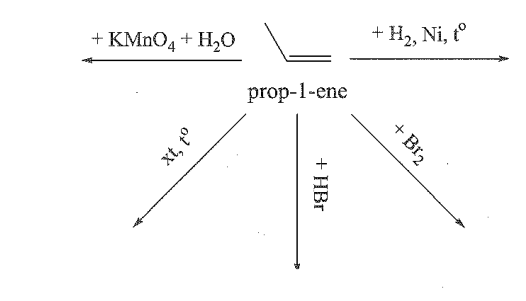 + KMnO₄ + H₂O
+ H₂, Ni, t°
prop-1-ene
xt, t°
+ HBr
+ Br₂